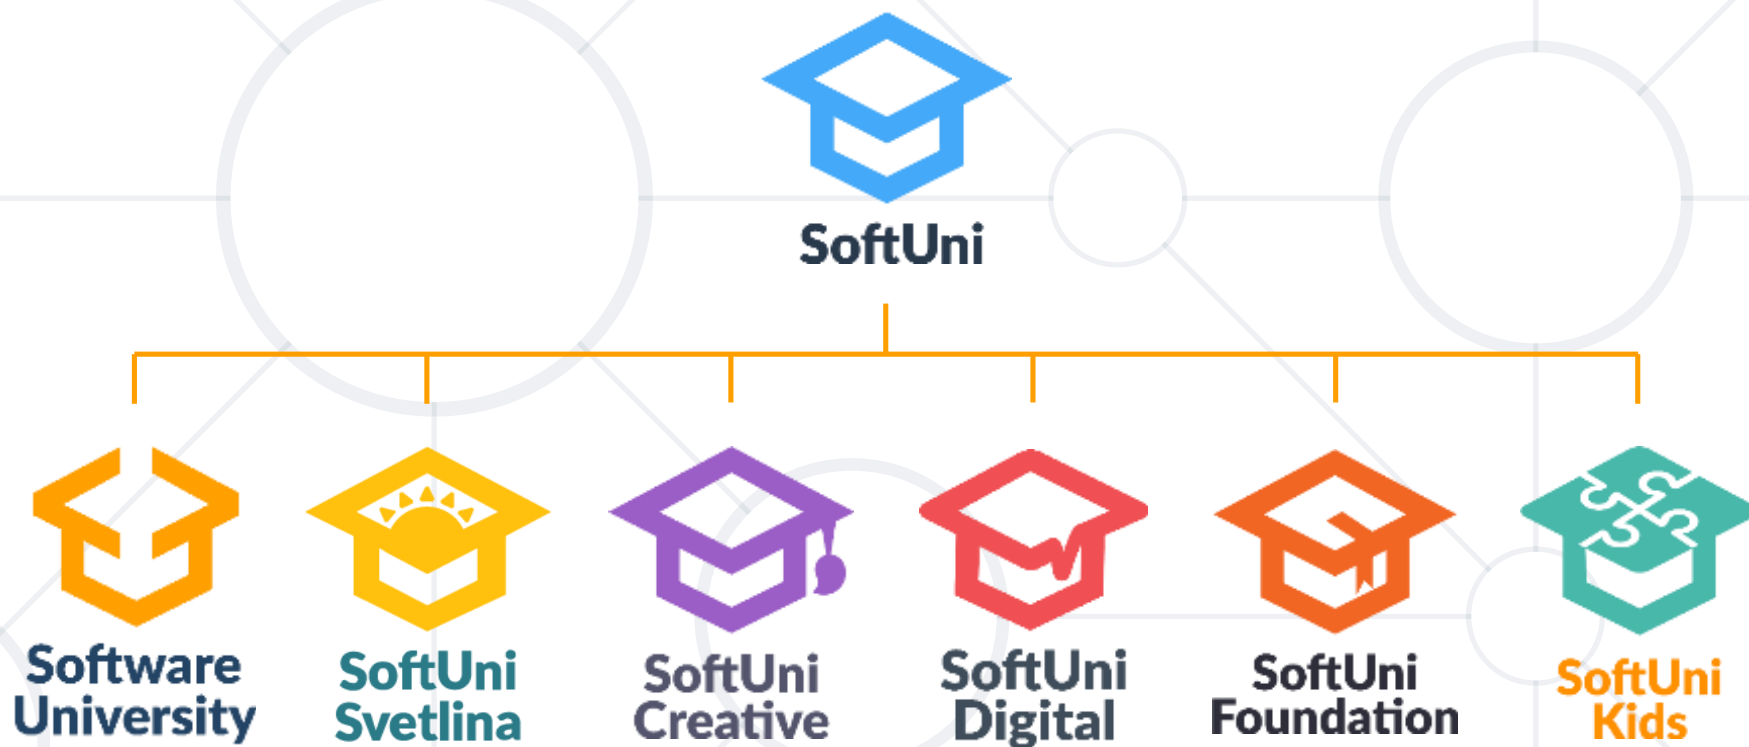 SoftUni
Software
University
SoftUni
Svetlina
SoftUni
Creative
SoftUni
Digital
SoftUni
Foundation
SoftUni
Kids